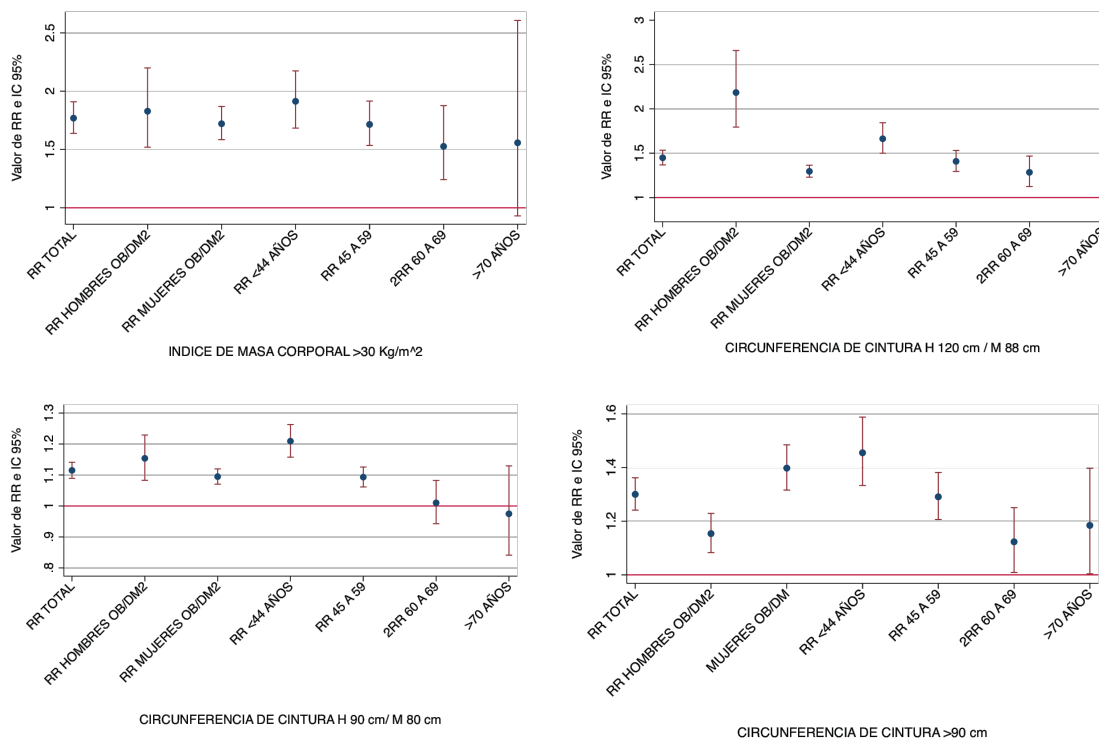 Valor de RR e IC 95%
2.5
2
1.5
1
RR TOTAL
RR HOMBRES OB/DM2
RR MUJERES OB/DM2
RR <44 AÑOS
RR 45 A 59
2RR 60 A 69
>70 AÑOS
INDICE DE MASA CORPORAL >30 Kg/m^2
Valor de RR e IC 95%
3
2.5
2
1.5
1
RR TOTAL
RR HOMBRES OB/DM2
RR MUJERES OB/DM2
RR <44 AÑOS
RR 45 A 59
2RR 60 A 69
>70 AÑOS
CIRCUNFERENCIA DE CINTURA H 120 cm / M 88 cm
Valor de RR e IC 95%
1.3
1.2
1.1
1
.9
.8
RR TOTAL
RR HOMBRES OB/DM2
RR MUJERES OB/DM2
RR <44 AÑOS
RR 45 A 59
2RR 60 A 69
>70 AÑOS
CIRCUNFERENCIA DE CINTURA H 90 cm/ M 80 cm
Valor de RR e IC 95%
1.6
1.4
1.2
1
RR TOTAL
RR HOMBRES OB/DM2
MUJERES OB/DM
RR <44 AÑOS
RR 45 A 59
2RR 60 A 69
>70 AÑOS
CIRCUNFERENCIA DE CINTURA >90 cm